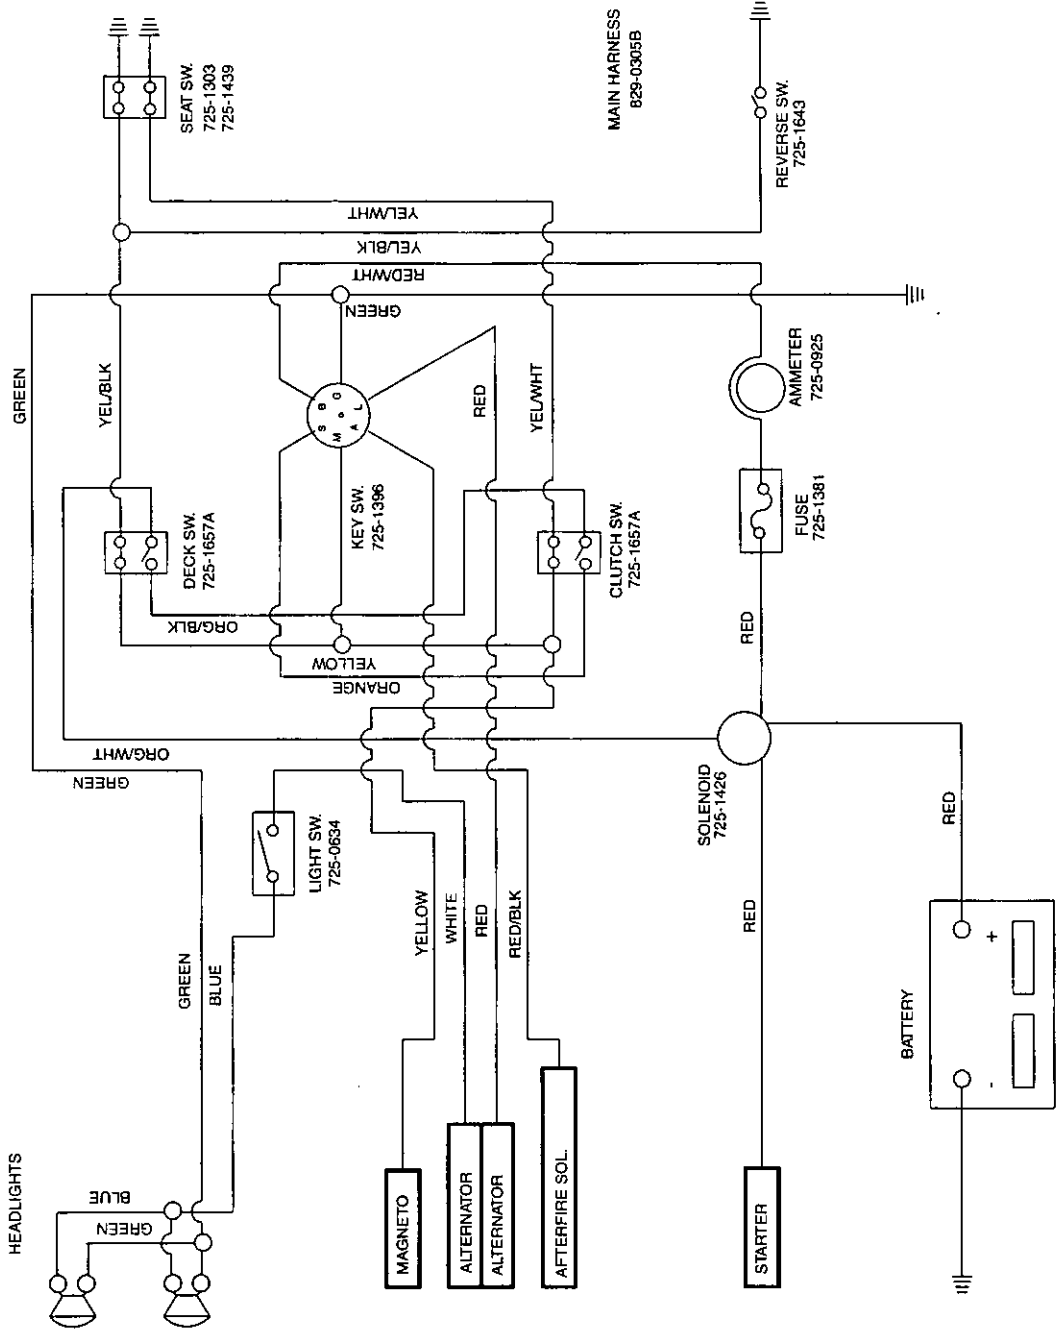 HEADLIGHTS
BLUE
GREEN
GREEN
BLUE
GREEN
ORG/WHT
GREEN
YEL/BLK
SEAT SW.
725-1303
725-1439
DECK SW.
725-1657A
ORG/BLK
YELLOW
ORANGE
LIGHT SW.
725-0634
KEY SW.
725-1396
S
B
G
M
A
L
GREEN
RED/WHT
YEL/BLK
YEL/WHT
MAIN HARNESS
829-0305B
RED
YEL/WHT
CLUTCH SW.
725-1657A
REVERSE SW.
725-1643
AMMETER
725-0925
FUSE
725-1381
RED
SOLENOID
725-1426
RED
RED
YELLOW
WHITE
RED
RED/BLK
MAGNETO
ALTERNATOR
ALTERNATOR
AFTERFIRE SOL.
STARTER
BATTERY
+
-